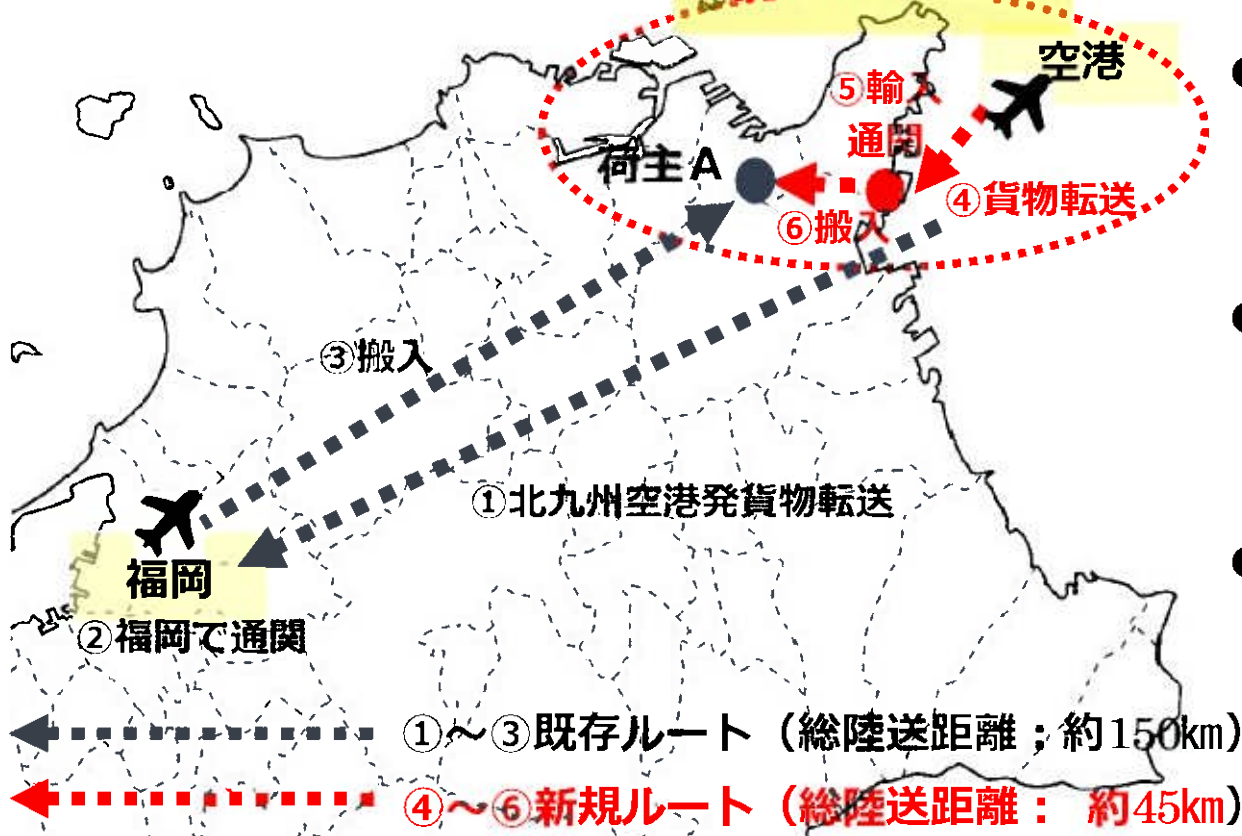 空港
⑤輸入
通関
荷主A
④貨物転送
⑥搬入
③搬入
①北九州空港発貨物転送
福岡
②福岡で通関
①～③既存ルート（総陸送距離；約150km）
④～⑥新規ルート（総陸送距離： 約45km）